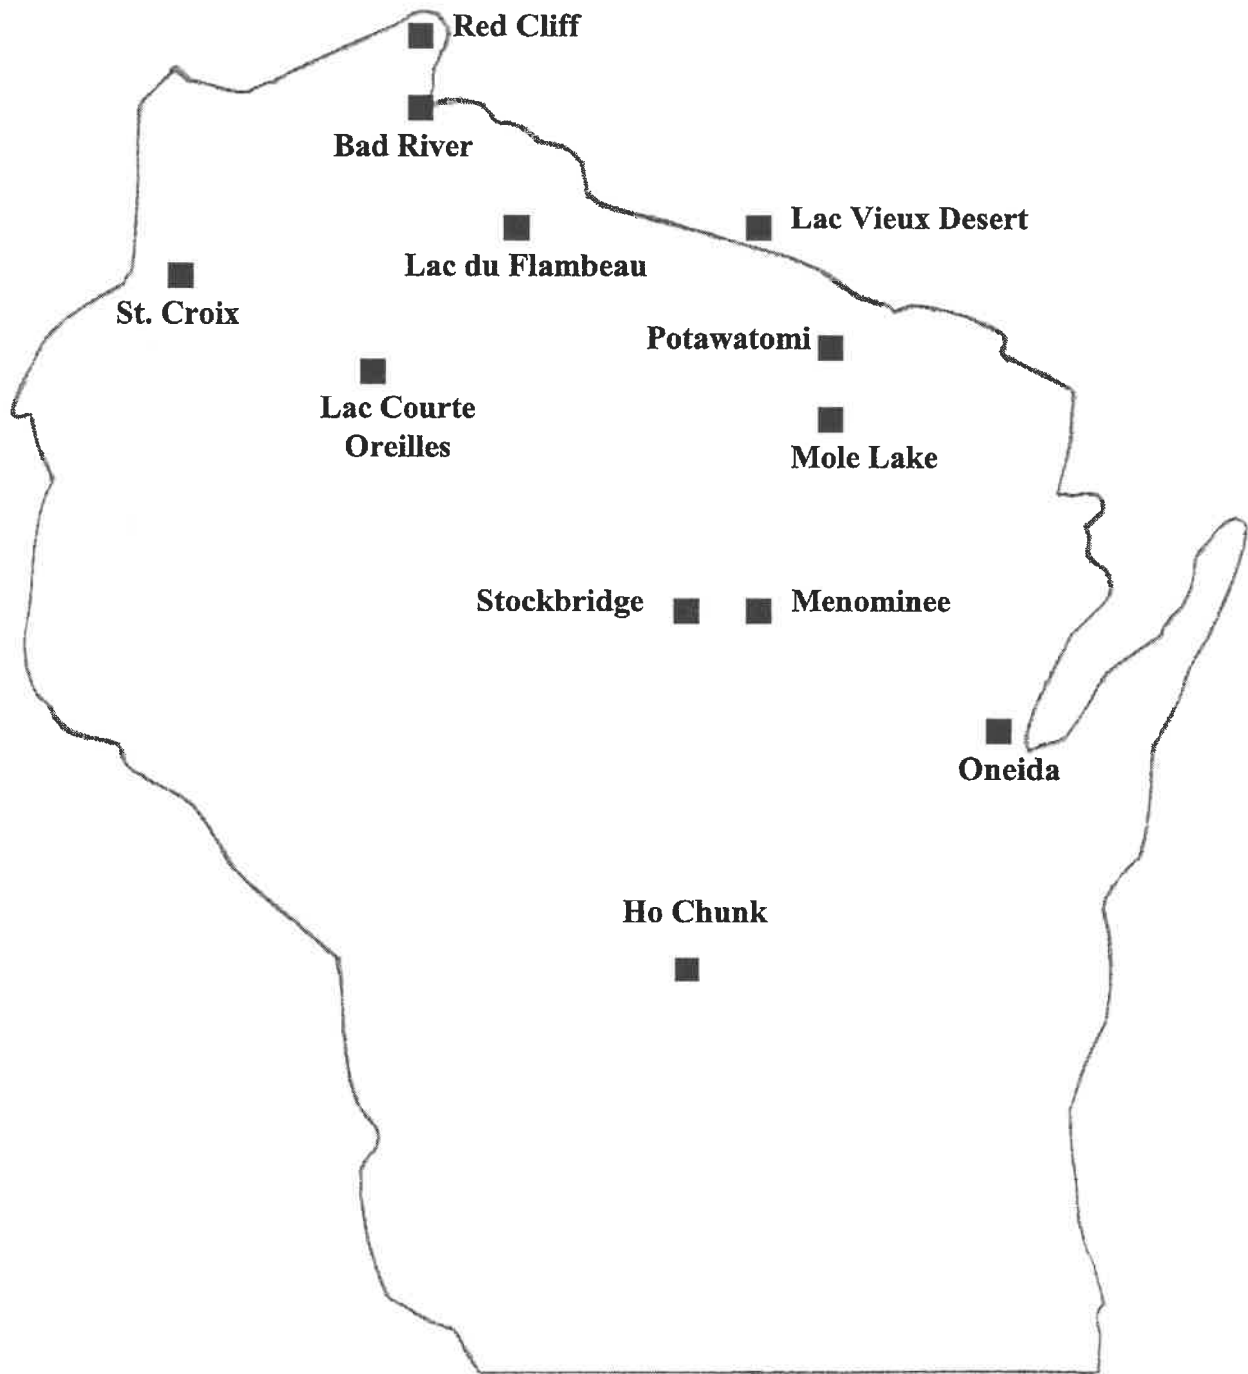 Red Cliff
Bad River
Lac Vieux Desert
Lac du Flambeau
St. Croix
Potawatomi
Lac Courte
Oreilles
Mole Lake
Stockbridge
Menominee
Oneida
Ho Chunk